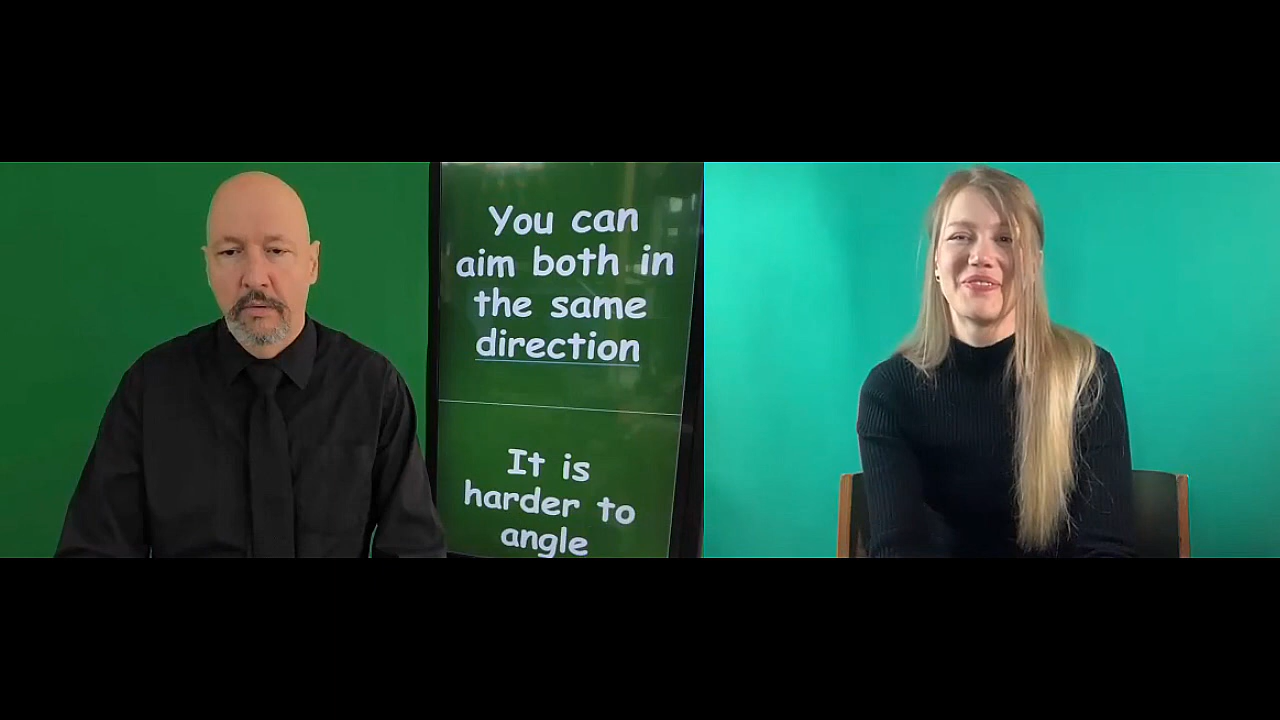 You can
aim both in
the same
direction
It is
harder to
angle